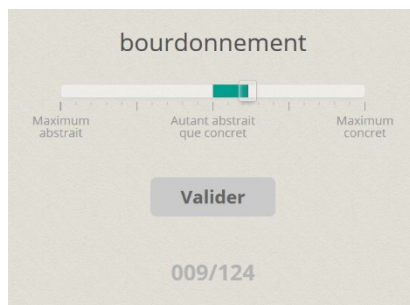 bourdonnement
Maximum
abstrait
Autant abstrait
que concret
Maximum
concret
Valider
009/124